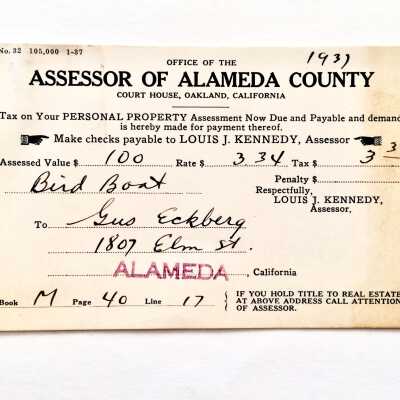 No. 32 105,000 1-37
OFFICE OF THE
1937
ASSESSOR OF ALAMEDA COUNTY
COURT HOUSE, OAKLAND, CALIFORNIA
Tax on Your PERSONAL PROPERTY Assessment Now Due and Payable and demand
is hereby made for payment thereof.
Make checks payable to LOUIS J. KENNEDY, Assessor
Assessed Value $ 100 Rate $ 3 34 Tax $ 3 3
Bird Boat
Penalty $
Respectfully,
LOUIS J. KENNEDY,
Assessor.
To Gus Eckberg
1807 Elm St.
ALAMEDA, California
Book M Page 40 Line 17
IF YOU HOLD TITLE TO REAL ESTATE
AT ABOVE ADDRESS CALL ATTENTION
OF ASSESSOR.